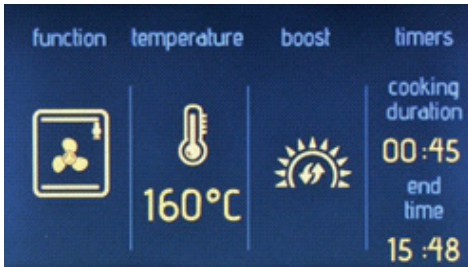 function temperature boost timers
cooking
duration
00:45
end
time
160°C
15:48